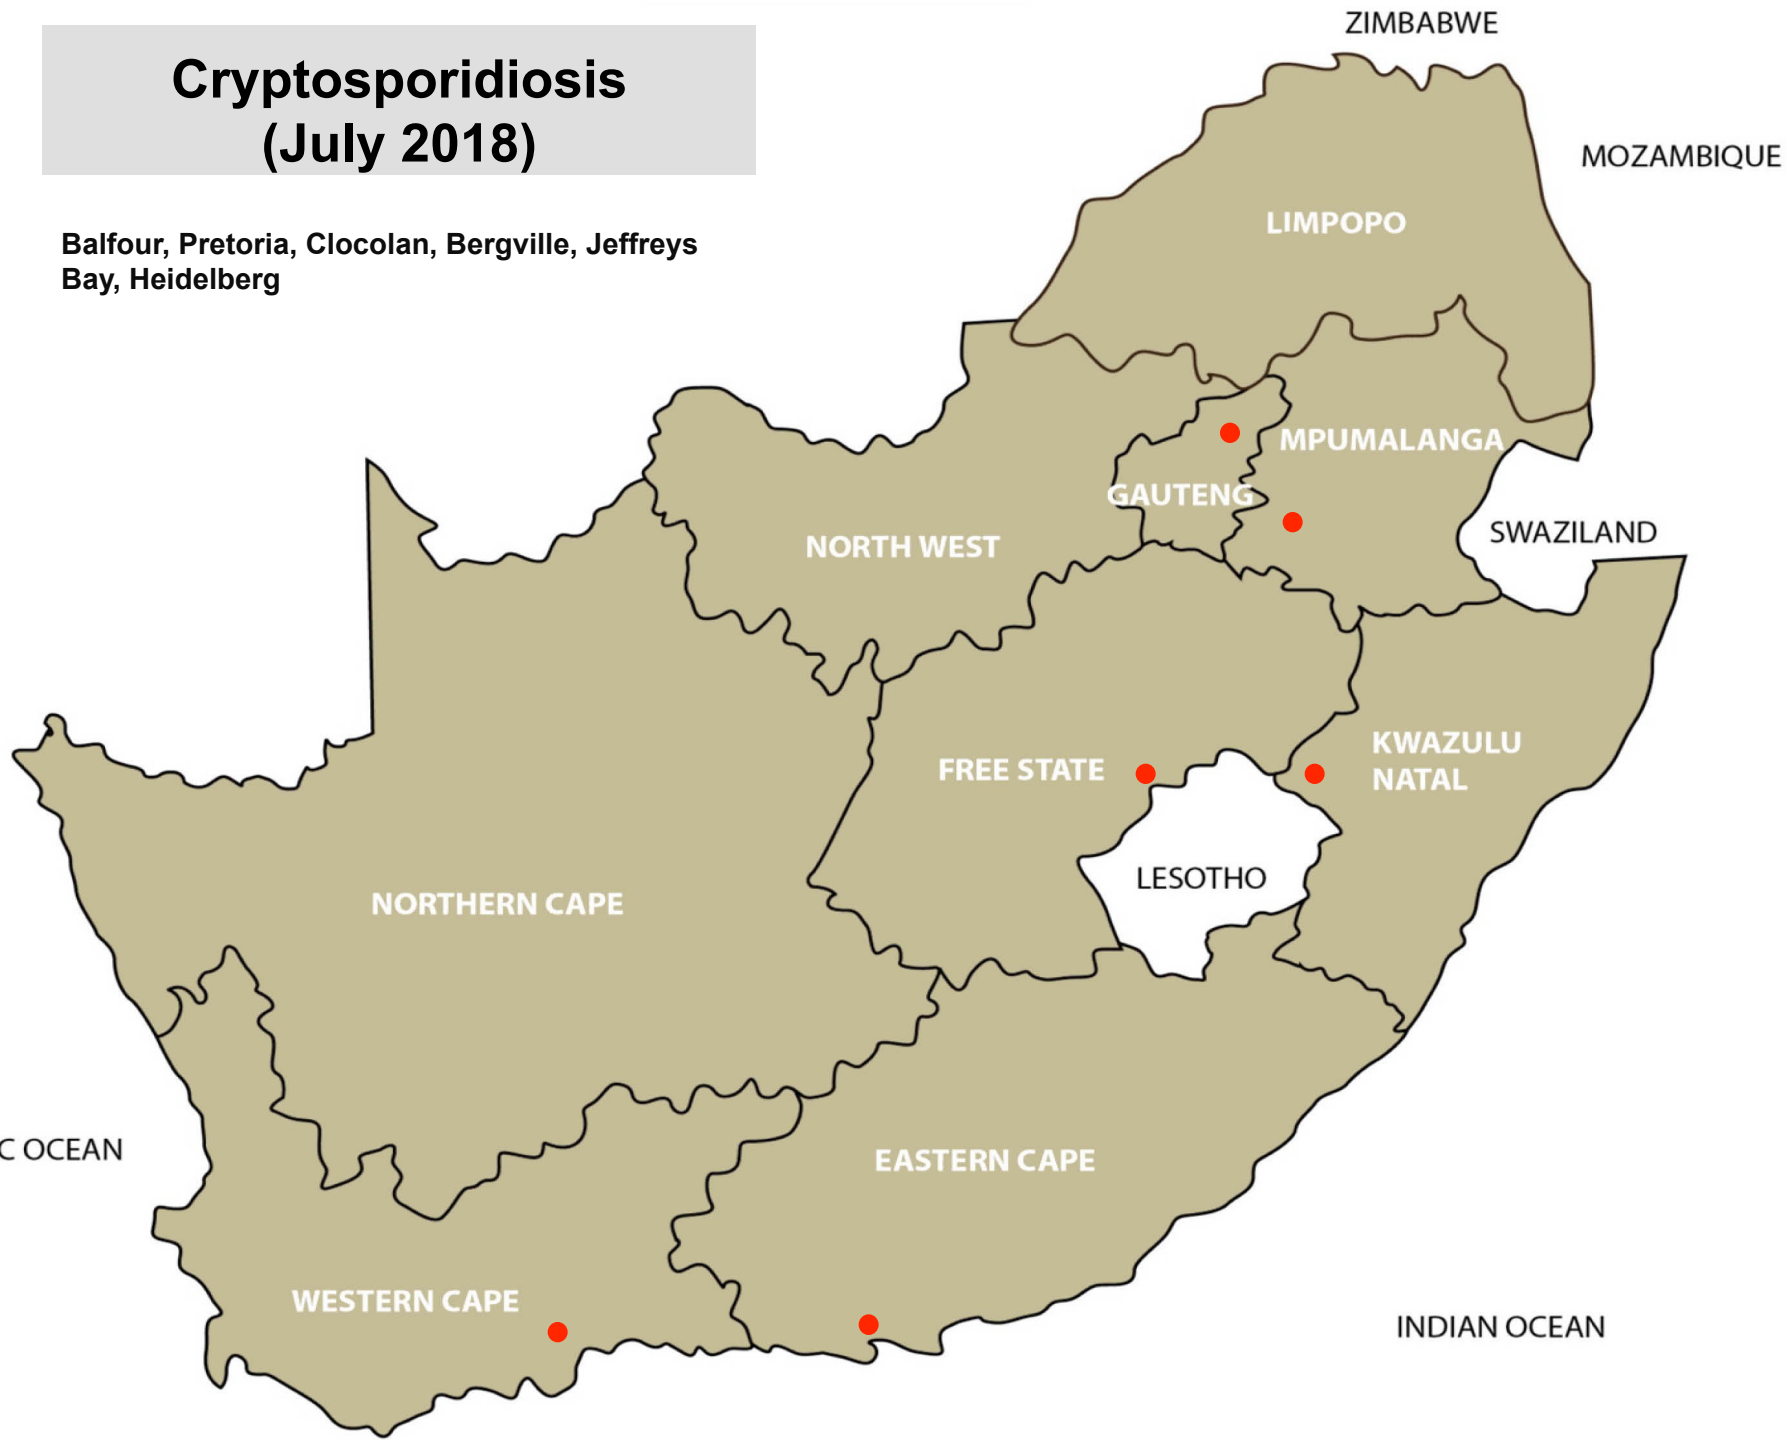 Cryptosporidiosis
(July 2018)
Balfour, Pretoria, Clocolan, Bergville, Jeffreys
Bay, Heidelberg
ZIMBABWE
MOZAMBIQUE
LIMPOPO
MPUMALANGA
GAUTENG
NORTH WEST
SWAZILAND
KWAZULU
NATAL
FREE STATE
LESOTHO
NORTHERN CAPE
C OCEAN
EASTERN CAPE
WESTERN CAPE
INDIAN OCEAN